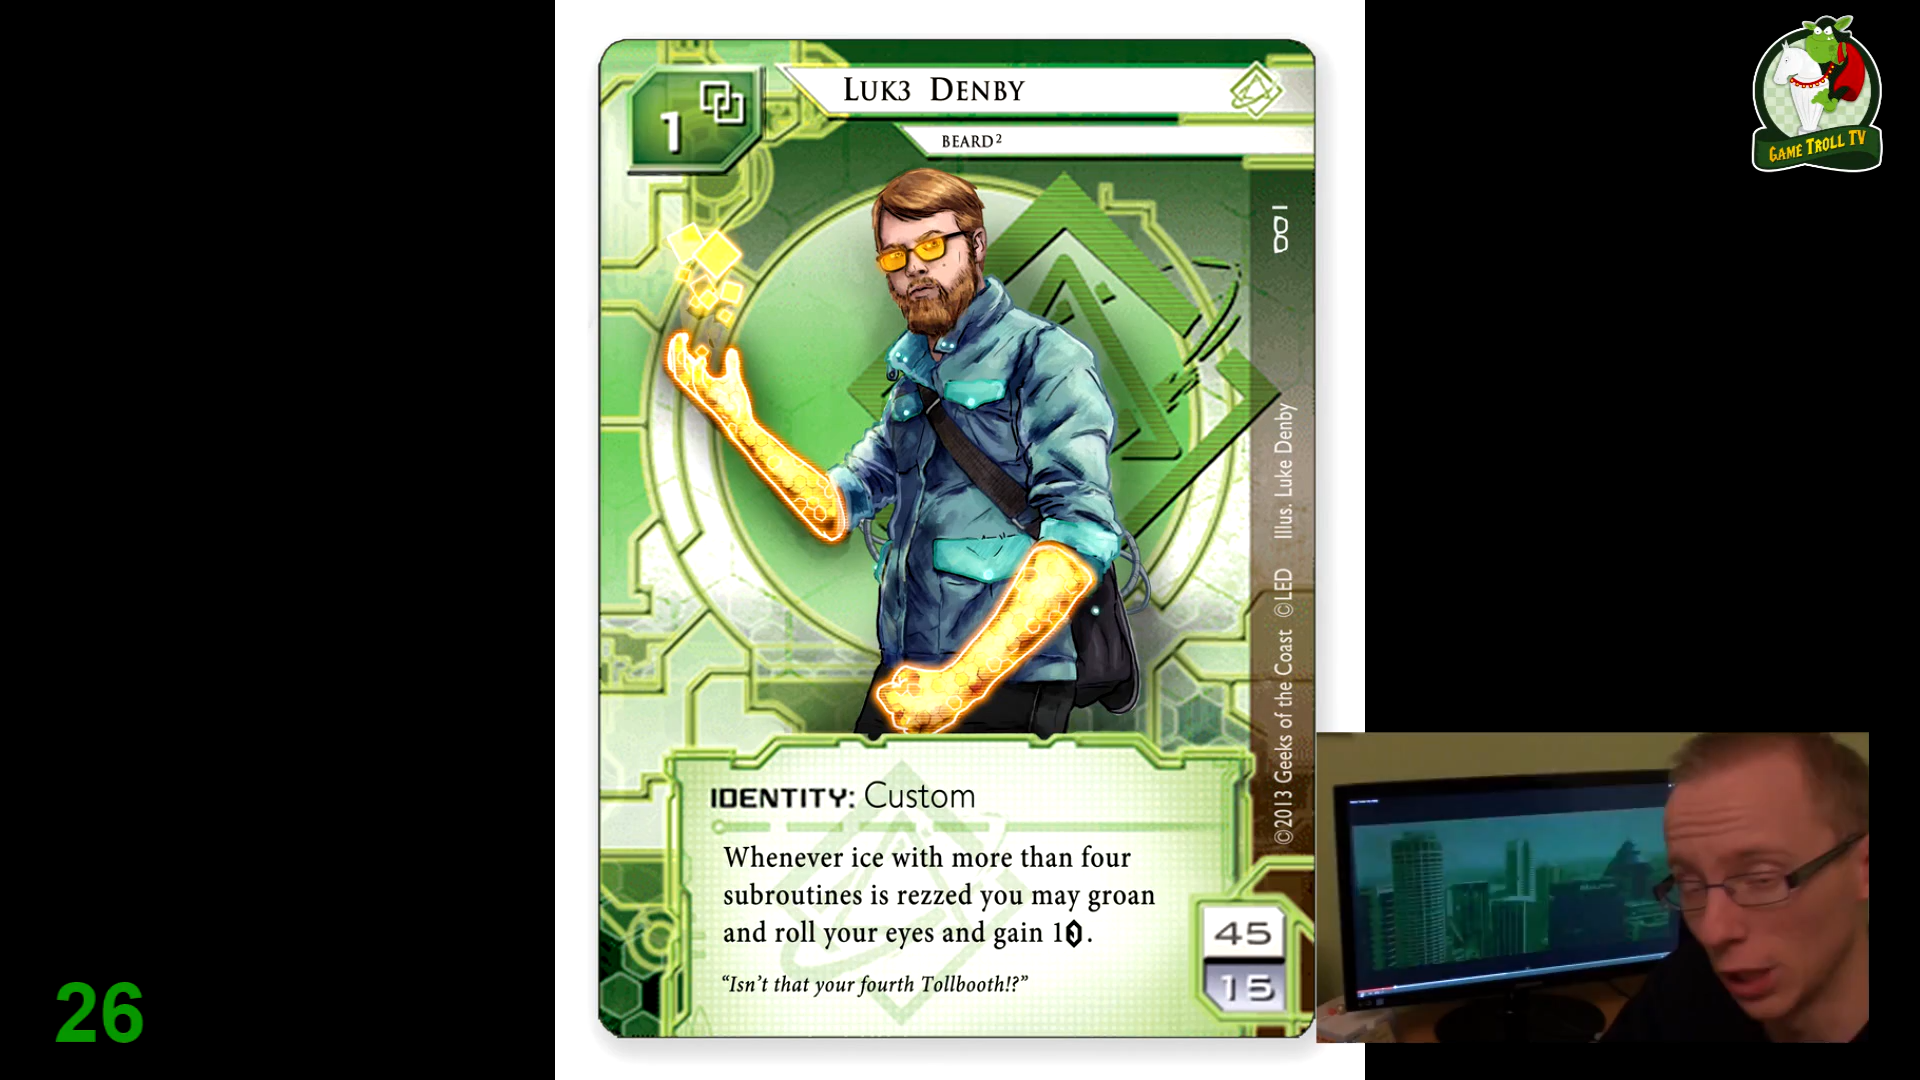 LUK3 DENBY
1
BEARD²
GAME TROLL TV
©2013 Geeks of the Coast ©LED Illus. Luke Denby
IDENTITY: Custom
Whenever ice with more than four
subroutines is rezzed you may groan
and roll your eyes and gain 1.
“Isn’t that your fourth Tollbooth!?”
45
15
26